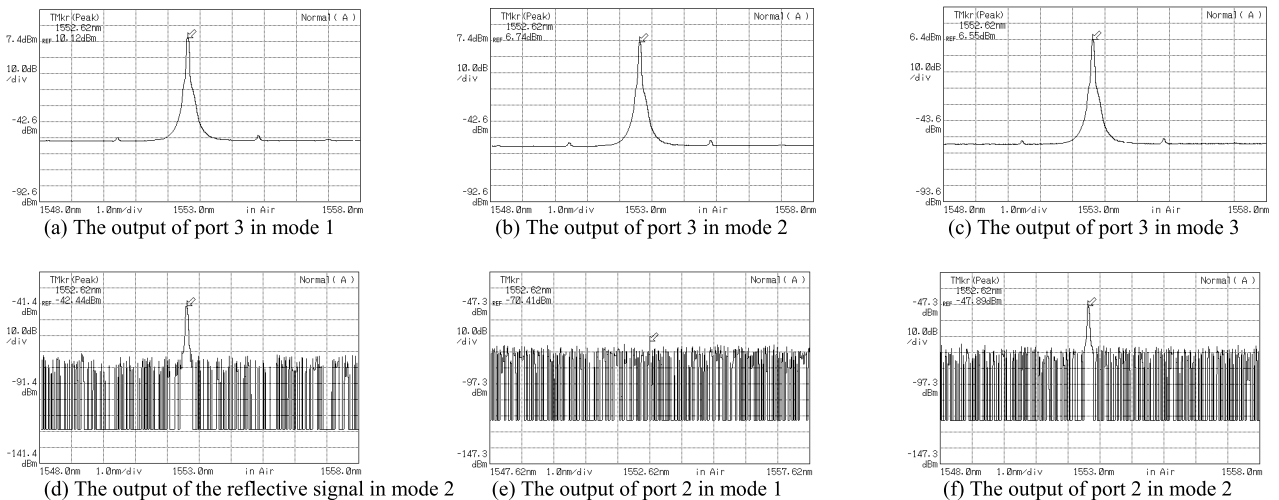 TMkr(Peak) Normal(A)
1552.62nm
7.4dBm REF 10.12dBm
10.0dB
/div
-42.6
dBm
-92.6
dBm
1548.0nm 1.0nm/div 1553.0nm in Air 1558.0nm
(a) The output of port 3 in mode 1
TMkr(Peak) Normal(A)
1552.62nm
7.4dBm REF 6.74dBm
10.0dB
/div
-42.6
dBm
-92.6
dBm
1548.0nm 1.0nm/div 1553.0nm in Air 1558.0nm
(b) The output of port 3 in mode 2
TMkr(Peak) Normal(A)
1552.62nm
6.4dBm REF 6.55dBm
10.0dB
/div
-43.6
dBm
-93.6
dBm
1548.0nm 1.0nm/div 1553.0nm in Air 1558.0nm
(c) The output of port 3 in mode 3
TMkr(Peak) Normal(A)
1552.62nm
-41.4 REF -42.44dBm
dBm
10.0dB
/div
-91.4
dBm
-141.4
dBm
1548.0nm 1.0nm/div 1553.0nm in Air 1558.0nm
(d) The output of the reflective signal in mode 2
TMkr(Peak) Normal(A)
1552.62nm
-47.3 REF -70.41dBm
dBm
10.0dB
/div
-97.3
dBm
-147.3
dBm
1547.62nm 1.0nm/div 1552.62nm in Air 1557.62nm
(e) The output of port 2 in mode 1
TMkr(Peak) Normal(A)
1552.62nm
-47.3 REF -47.89dBm
dBm
10.0dB
/div
-97.3
dBm
-147.3
dBm
1548.0nm 1.0nm/div 1553.0nm in Air 1558.0nm
(f) The output of port 2 in mode 2